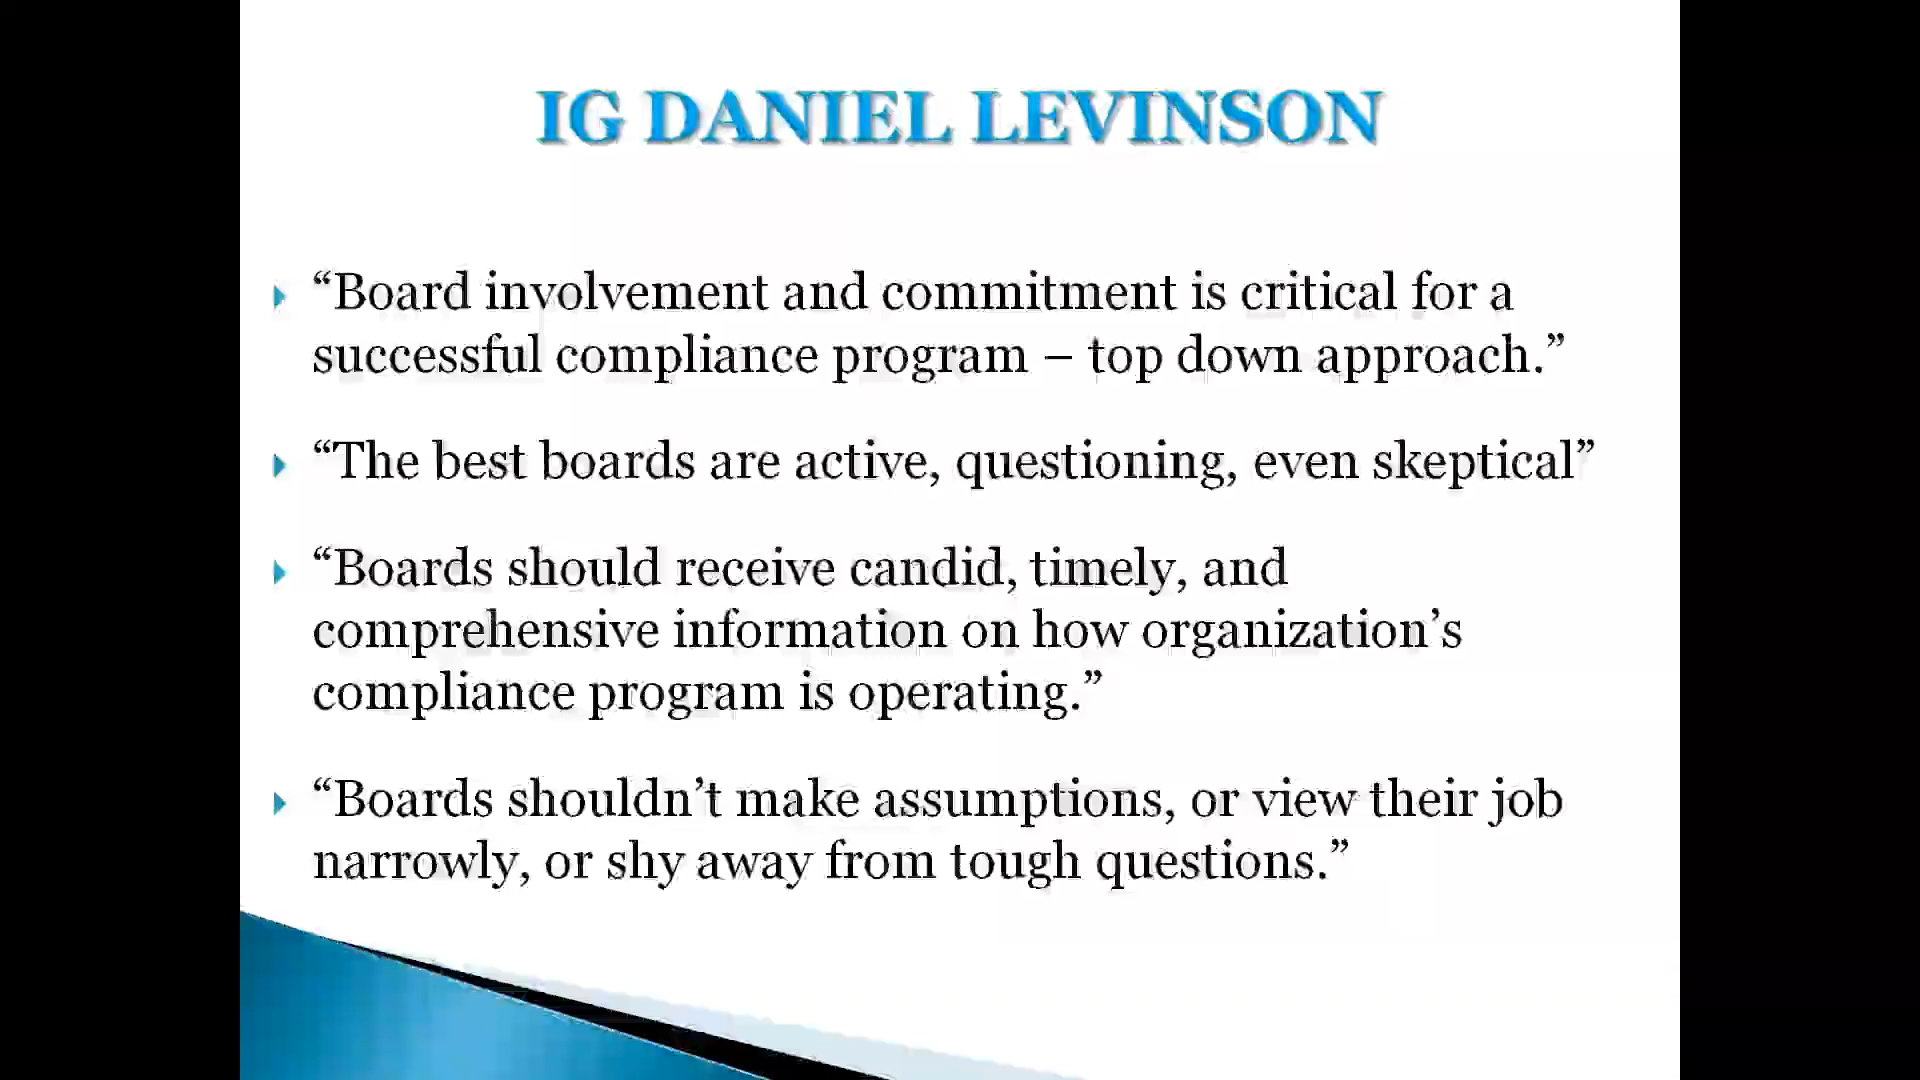 IG DANIEL LEVINSON
“Board involvement and commitment is critical for a
successful compliance program – top down approach.”
“The best boards are active, questioning, even skeptical”
“Boards should receive candid, timely, and
comprehensive information on how organization’s
compliance program is operating.”
“Boards shouldn’t make assumptions, or view their job
narrowly, or shy away from tough questions.”